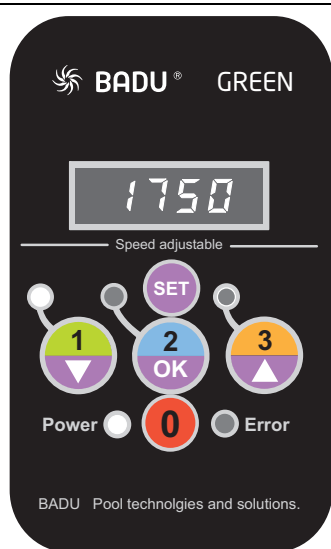 BADU® GREEN
1750
Speed adjustable
SET
1 2 3
OK
Power 0 Error
BADU Pool technolgies and solutions.